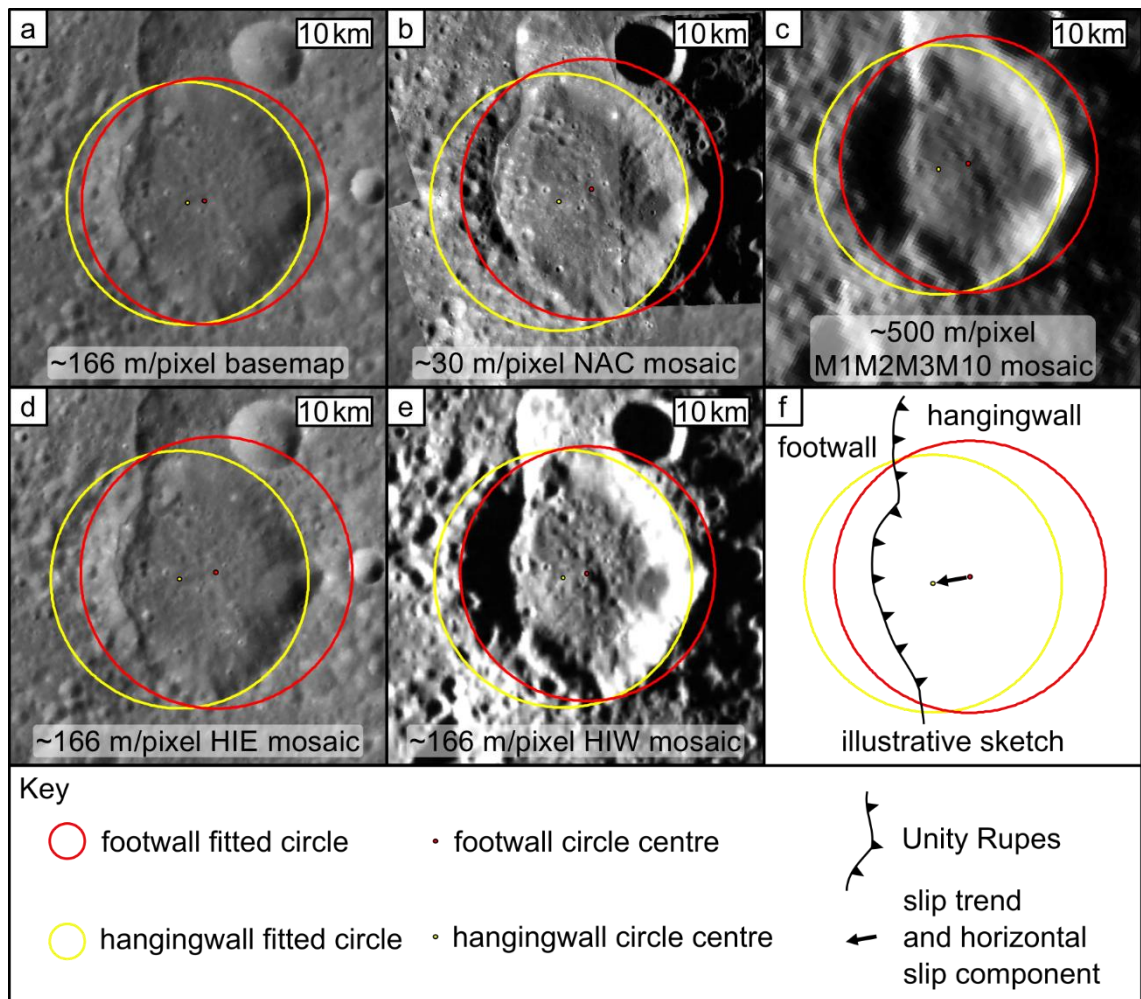 a
10 km
~166 m/pixel basemap
b
10 km
~30 m/pixel NAC mosaic
c
10 km
~500 m/pixel
M1M2M3M10 mosaic
d
10 km
~166 m/pixel HIE mosaic
e
10 km
~166 m/pixel HIW mosaic
f
hangingwall
footwall
illustrative sketch
Key
footwall fitted circle
footwall circle centre
Unity Rupes
hangingwall fitted circle
hangingwall circle centre
slip trend
and horizontal
slip component